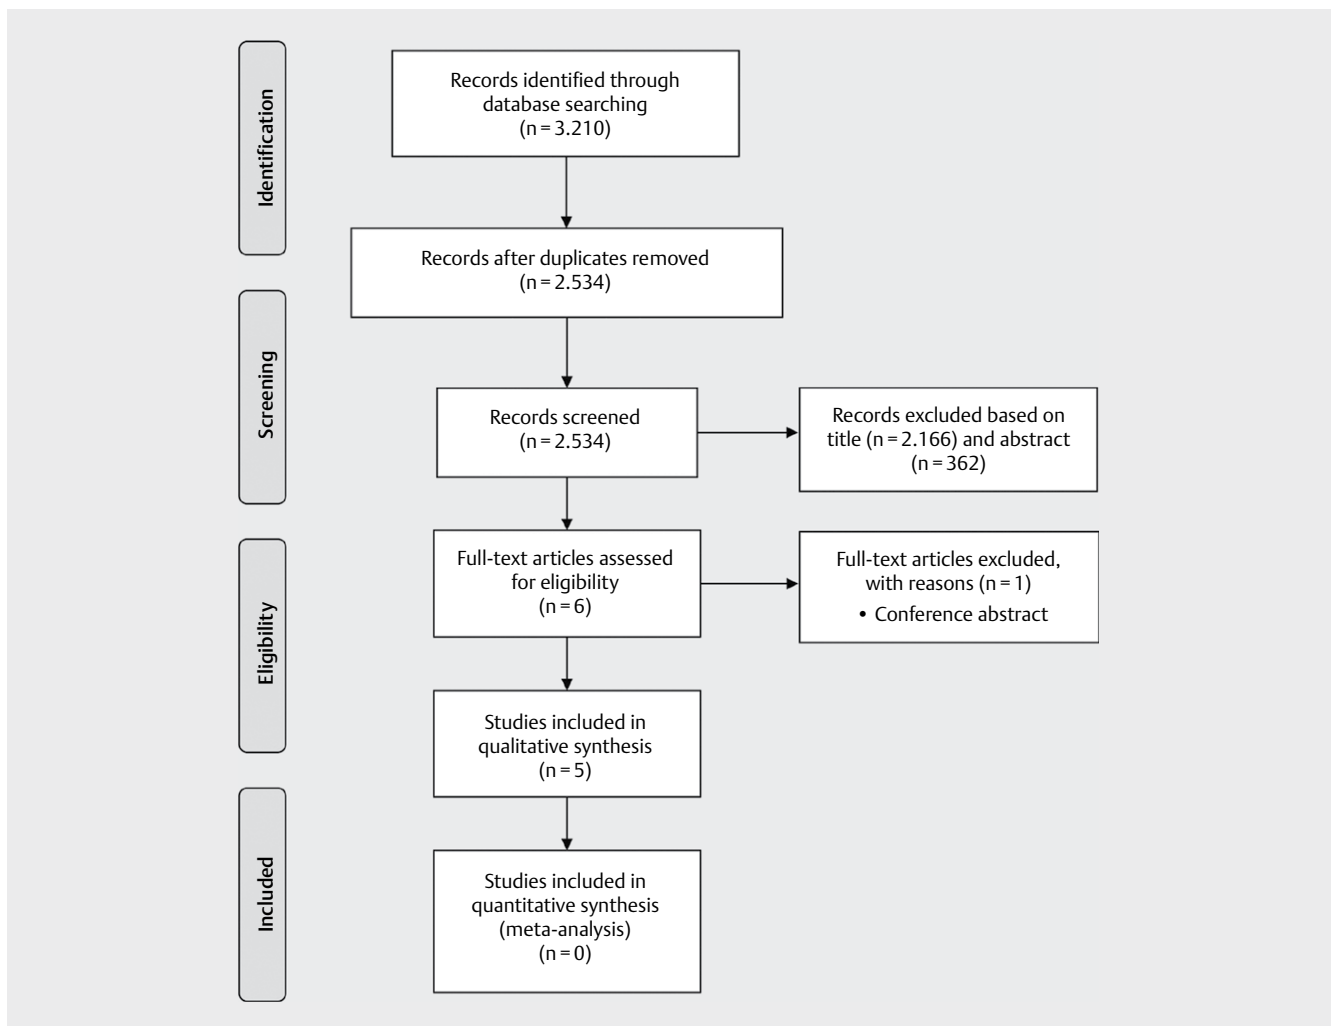 Identification
Records identified through
database searching
(n = 3.210)
Records after duplicates removed
(n = 2.534)
Screening
Records screened
(n = 2.534)
Records excluded based on
title (n = 2.166) and abstract
(n = 362)
Eligibility
Full-text articles assessed
for eligibility
(n = 6)
Full-text articles excluded,
with reasons (n = 1)
• Conference abstract
Studies included in
qualitative synthesis
(n = 5)
Included
Studies included in
quantitative synthesis
(meta-analysis)
(n = 0)